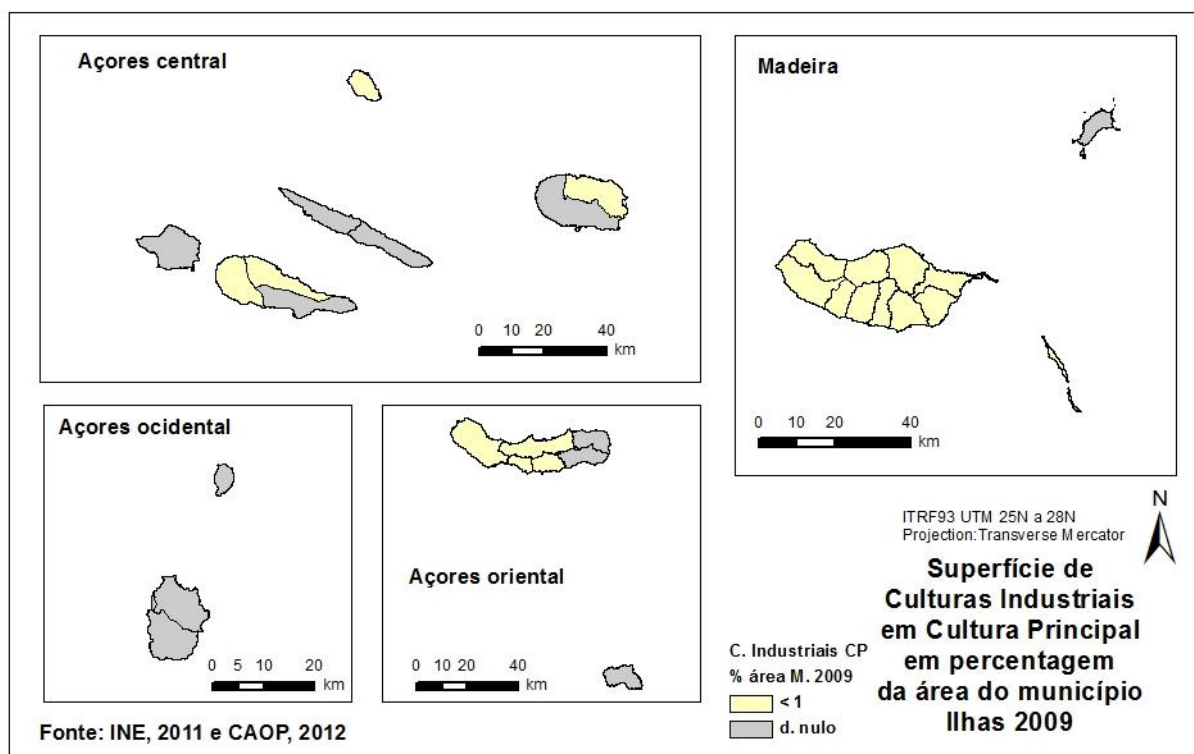 Açores central
0 10 20 40
km
Madeira
0 10 20 40
km
Açores ocidental
0 5 10 20
km
Açores oriental
0 10 20 40
km
N
ITRF93 UTM 25N a 28N
Projection:Transverse Mercator
Superfície de
Culturas Industriais
em Cultura Principal
em percentagem
da área do município
Ilhas 2009
C. Industriais CP
% área M. 2009
< 1
d. nulo
Fonte: INE, 2011 e CAOP, 2012